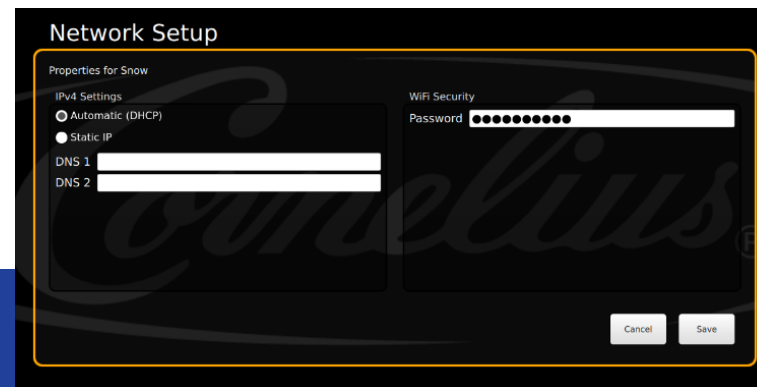 Network Setup
Properties for Snow
IPv4 Settings
Automatic (DHCP)
Static IP
DNS 1
DNS 2
WiFi Security
Password ●●●●●●●●●●
Cornelius®
Cancel
Save